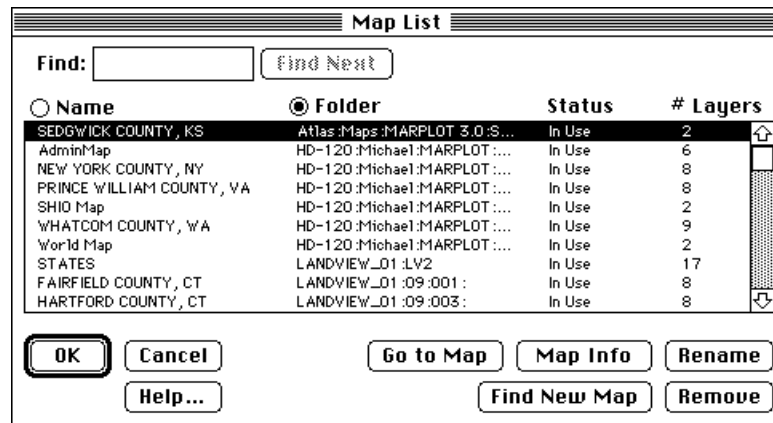 Map List
Find: Find Next
Name Folder Status # Layers
SEDGWICK COUNTY, KS Atlas:Maps:MARPLOT 3.0:S... In Use 2
AdminMap HD-120:Michael:MARPLOT:... In Use 6
NEW YORK COUNTY, NY HD-120:Michael:MARPLOT:... In Use 8
PRINCE WILLIAM COUNTY, VA HD-120:Michael:MARPLOT:... In Use 8
SHIO Map HD-120:Michael:MARPLOT:... In Use 2
WHATCOM COUNTY, WA HD-120:Michael:MARPLOT:... In Use 9
World Map HD-120:Michael:MARPLOT:... In Use 2
STATES LANDVIEW_01:LV2 In Use 17
FAIRFIELD COUNTY, CT LANDVIEW_01:09:001: In Use 8
HARTFORD COUNTY, CT LANDVIEW_01:09:003: In Use 8
OK Cancel Go to Map Map Info Rename
Help... Find New Map Remove